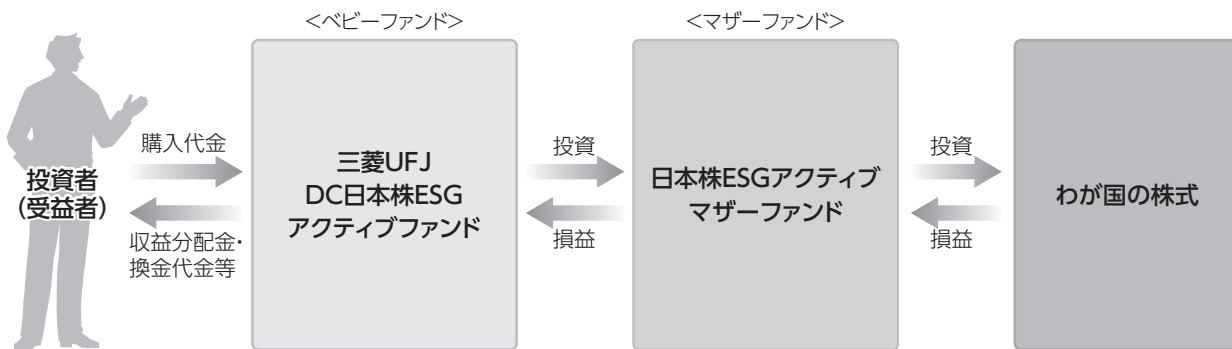 <ベビーファンド>
<マザーファンド>
投資者
(受益者)
購入代金
収益分配金・
換金代金等
三菱UFJ
DC日本株ESG
アクティブファンド
投資
損益
日本株ESGアクティブ
マザーファンド
投資
損益
わが国の株式